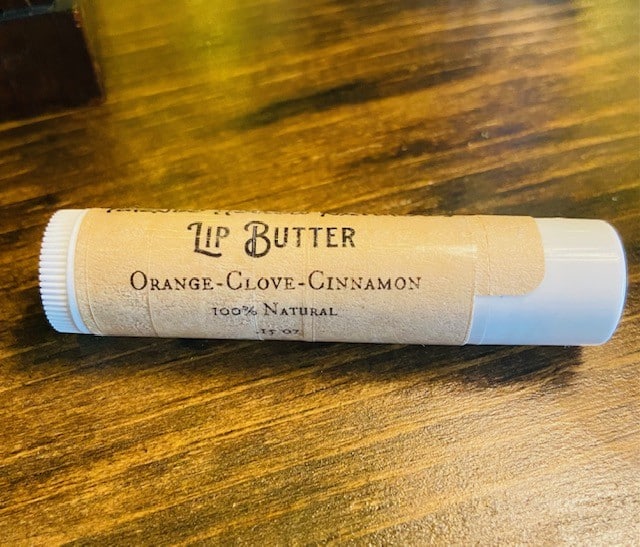 Lip Butter
Orange-Clove-Cinnamon
100% Natural
.15 oz